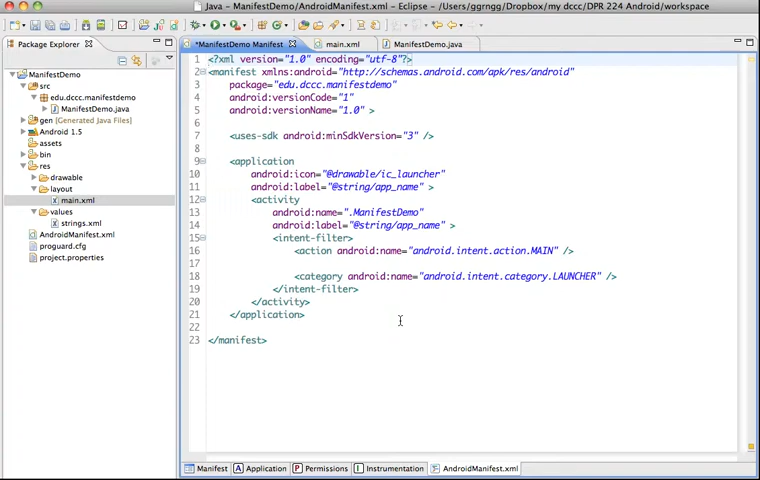 Java - ManifestDemo/AndroidManifest.xml - Eclipse - /Users/ggrngg/Dropbox/my dccc/DPR 224 Android/workspace
Package Explorer
*ManifestDemo Manifest
main.xml
ManifestDemo.java
ManifestDemo
src
edu.dccc.manifestdemo
ManifestDemo.java
gen [Generated Java Files]
Android 1.5
assets
bin
res
drawable
layout
main.xml
values
strings.xml
AndroidManifest.xml
proguard.cfg
project.properties
1 <?xml version="1.0" encoding="utf-8"?>
2 <manifest xmlns:android="http://schemas.android.com/apk/res/android"
3 package="edu.dccc.manifestdemo"
4 android:versionCode="1"
5 android:versionName="1.0" >
6
7 <uses-sdk android:minSdkVersion="3" />
8
9 <application
10 android:icon="@drawable/ic_launcher"
11 android:label="@string/app_name" >
12 <activity
13 android:name=".ManifestDemo"
14 android:label="@string/app_name" >
15 <intent-filter>
16 <action android:name="android.intent.action.MAIN" />
17
18 <category android:name="android.intent.category.LAUNCHER" />
19 </intent-filter>
20 </activity>
21 </application>
22
23 </manifest>
Manifest
A Application
P Permissions
I Instrumentation
AndroidManifest.xml